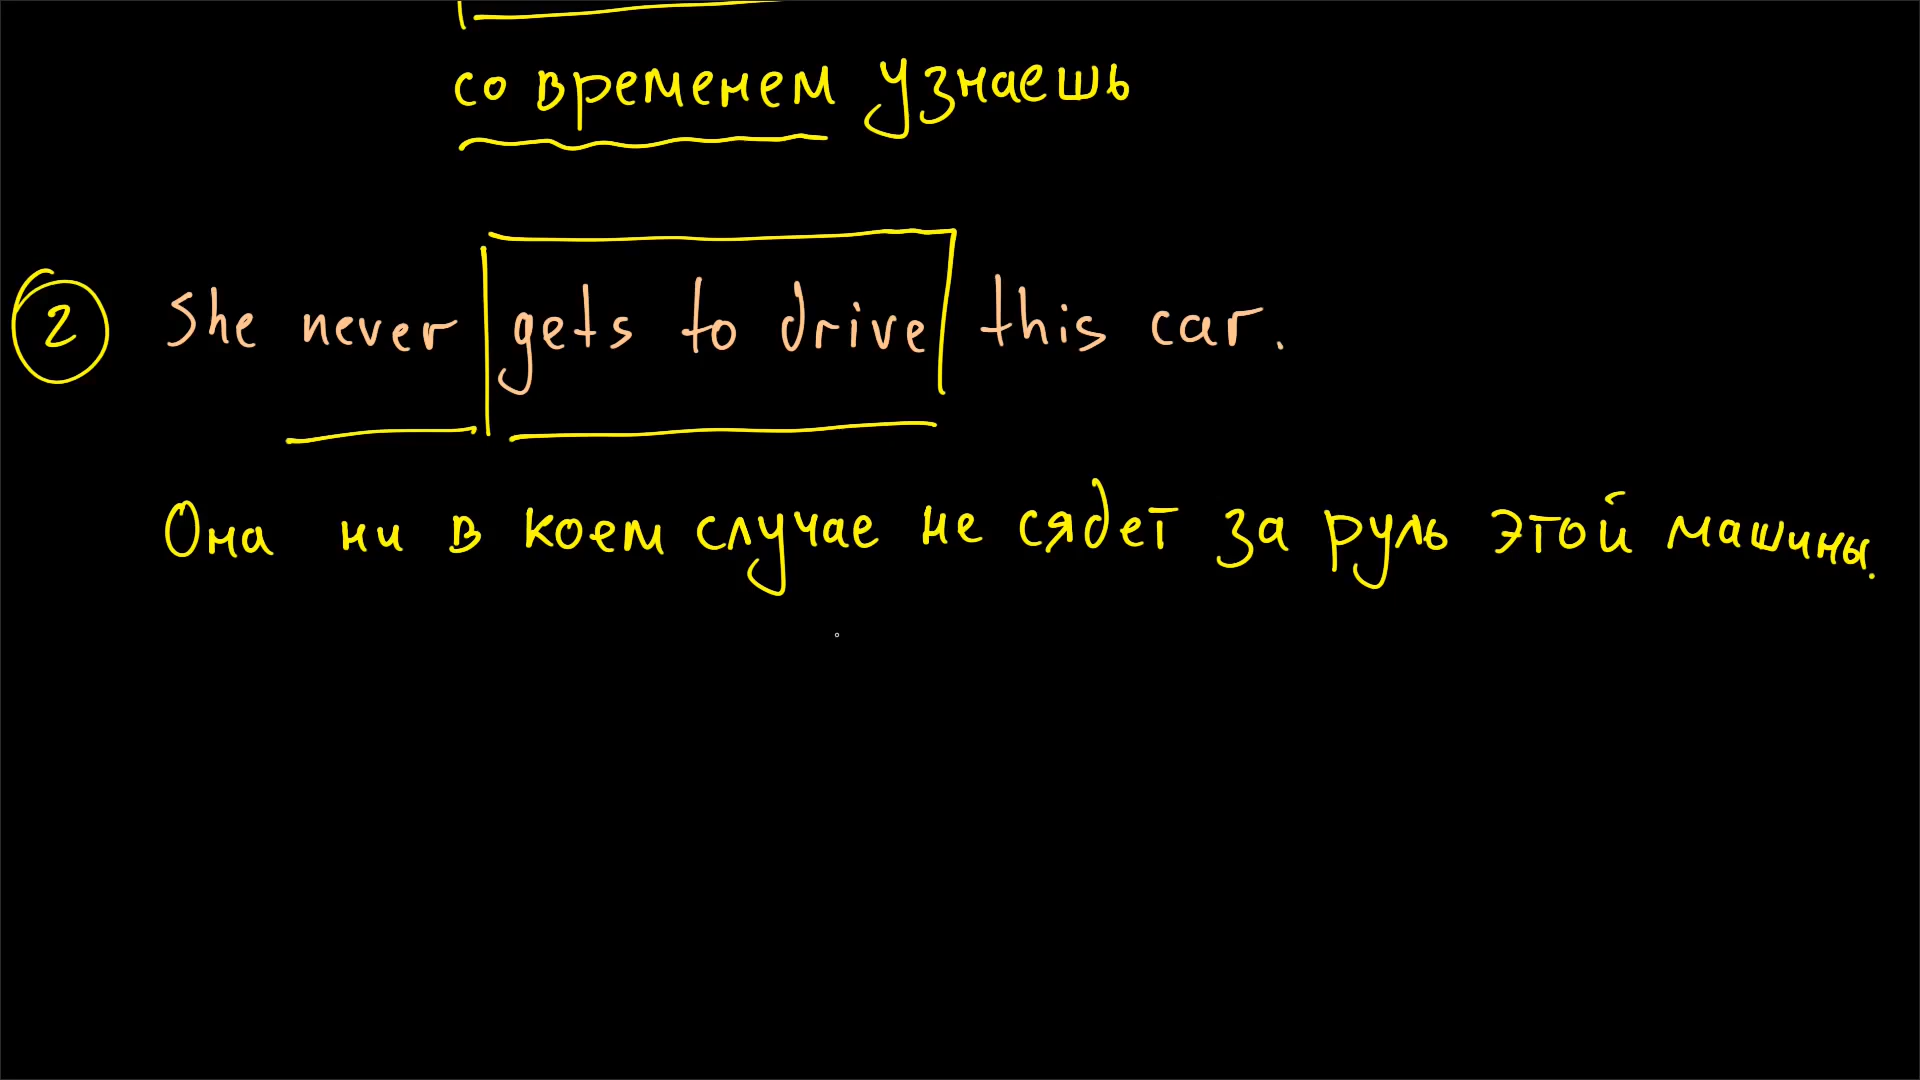 со временем узнаешь
2 She never gets to drive this car.
Она ни в коем случае не сядет за руль этой машины.